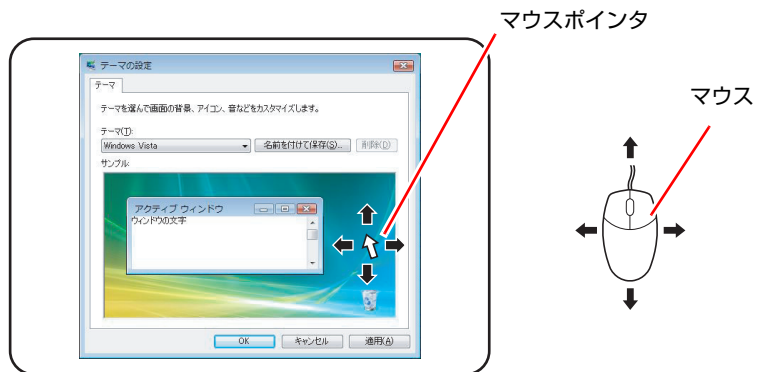 マウスポインタ
マウス
テーマの設定
テーマ
テーマを選んで画面の背景、アイコン、音などをカスタマイズします。
テーマ(T):
Windows Vista
名前を付けて保存(S)...
削除(D)
サンプル:
アクティブ ウィンドウ
ウィンドウの文字
OK
キャンセル
適用(A)